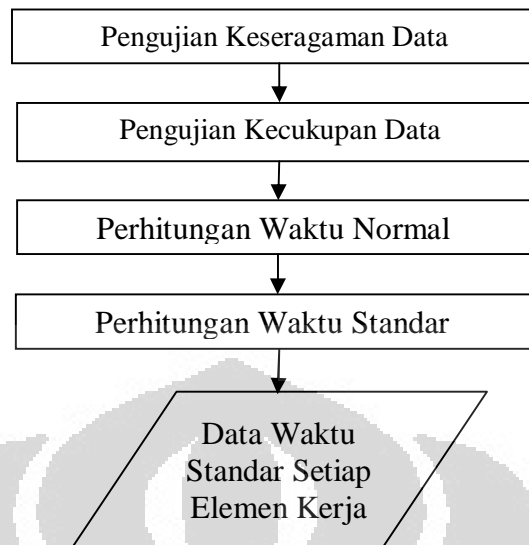 Pengujian Keseragaman Data
Pengujian Kecukupan Data
Perhitungan Waktu Normal
Perhitungan Waktu Standar
Data Waktu
Standar Setiap
Elemen Kerja